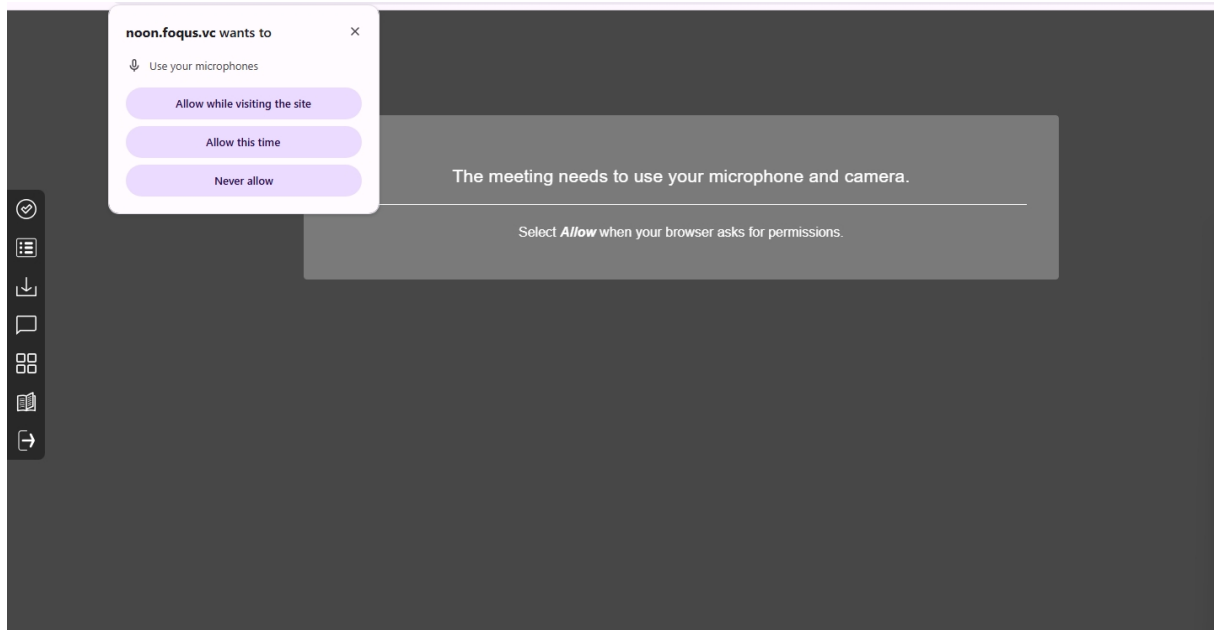 noon.foqus.vc wants to
Use your microphones
Allow while visiting the site
Allow this time
Never allow
The meeting needs to use your microphone and camera.
Select Allow when your browser asks for permissions.